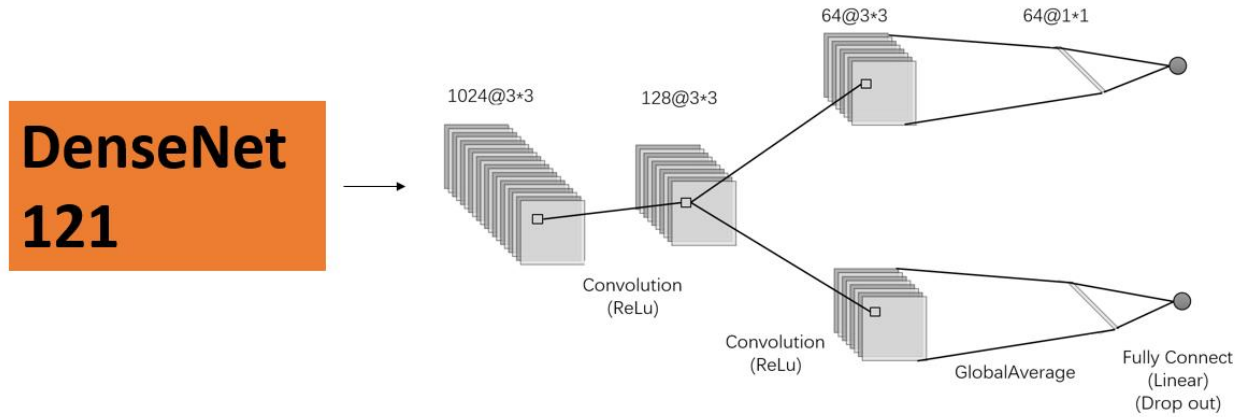 DenseNet
121
1024@3*3
128@3*3
64@3*3
64@1*1
Convolution
(ReLu)
Convolution
(ReLu)
GlobalAverage
Fully Connect
(Linear)
(Drop out)